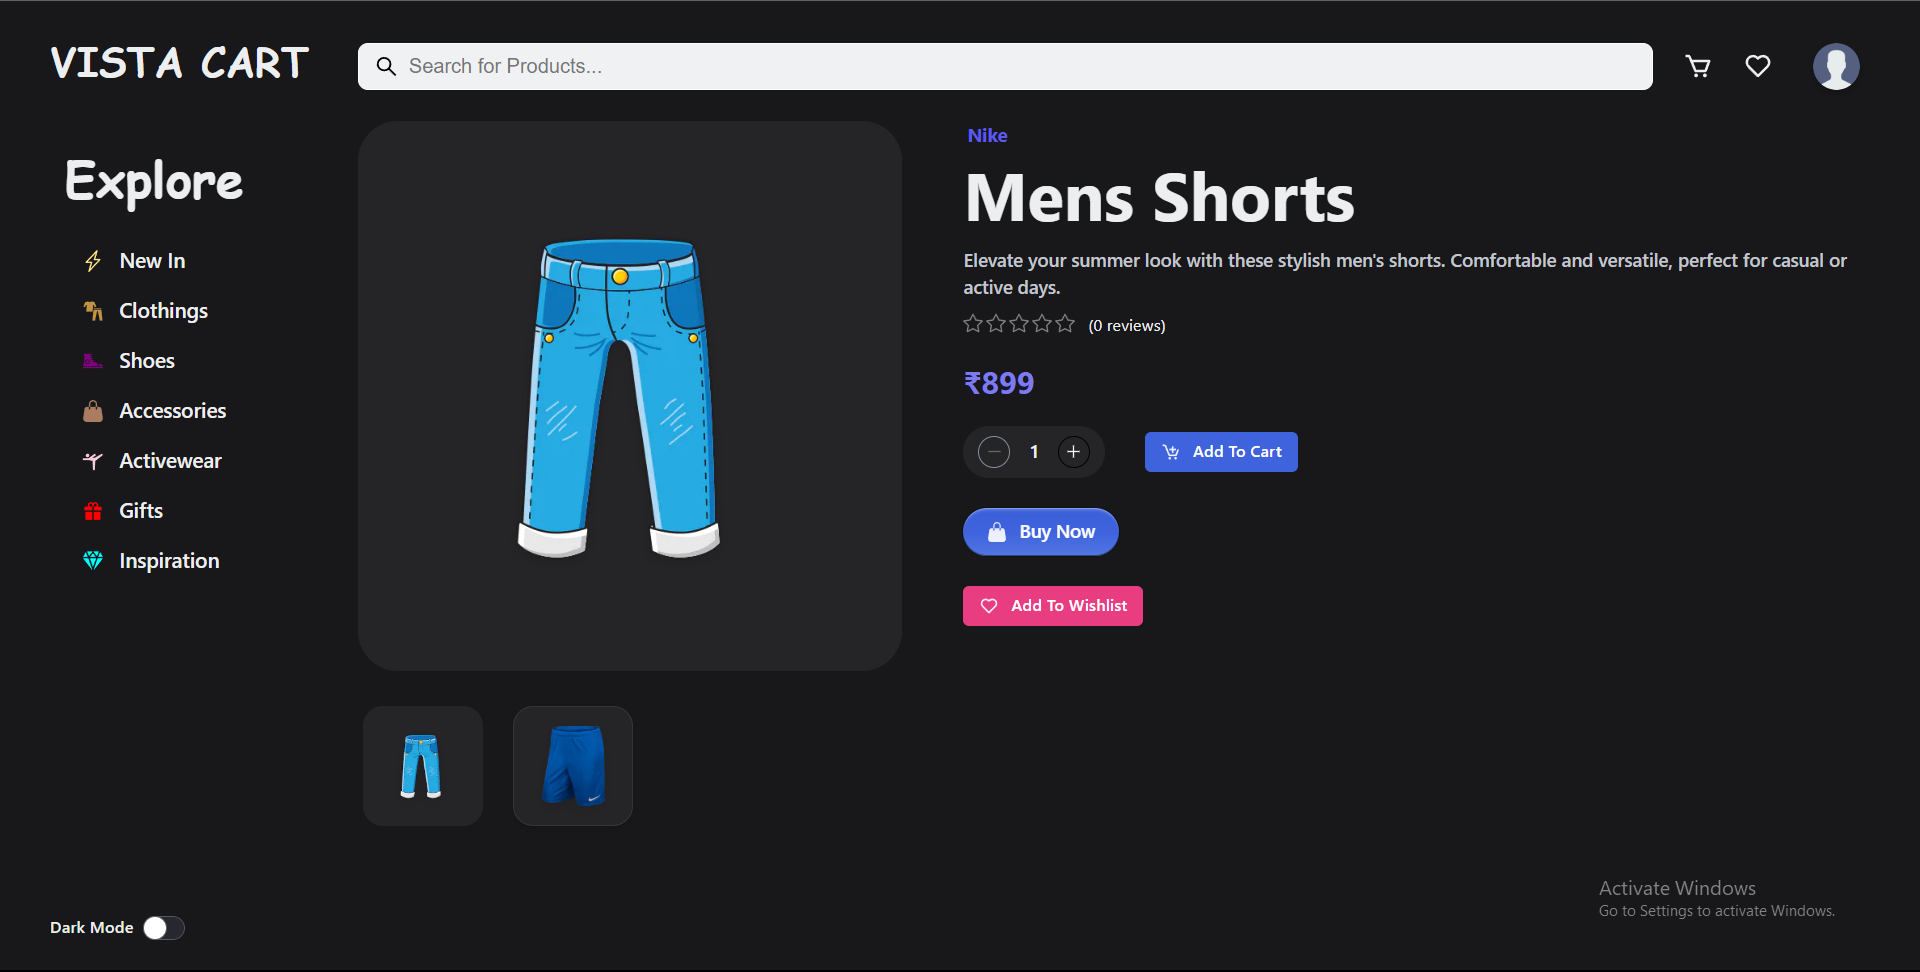 VISTA CART
Search for Products...
Explore
New In
Clothings
Shoes
Accessories
Activewear
Gifts
Inspiration
Dark Mode
Nike
Mens Shorts
Elevate your summer look with these stylish men's shorts. Comfortable and versatile, perfect for casual or
active days.
(0 reviews)
₹899
1
Add To Cart
Buy Now
Add To Wishlist
Activate Windows
Go to Settings to activate Windows.